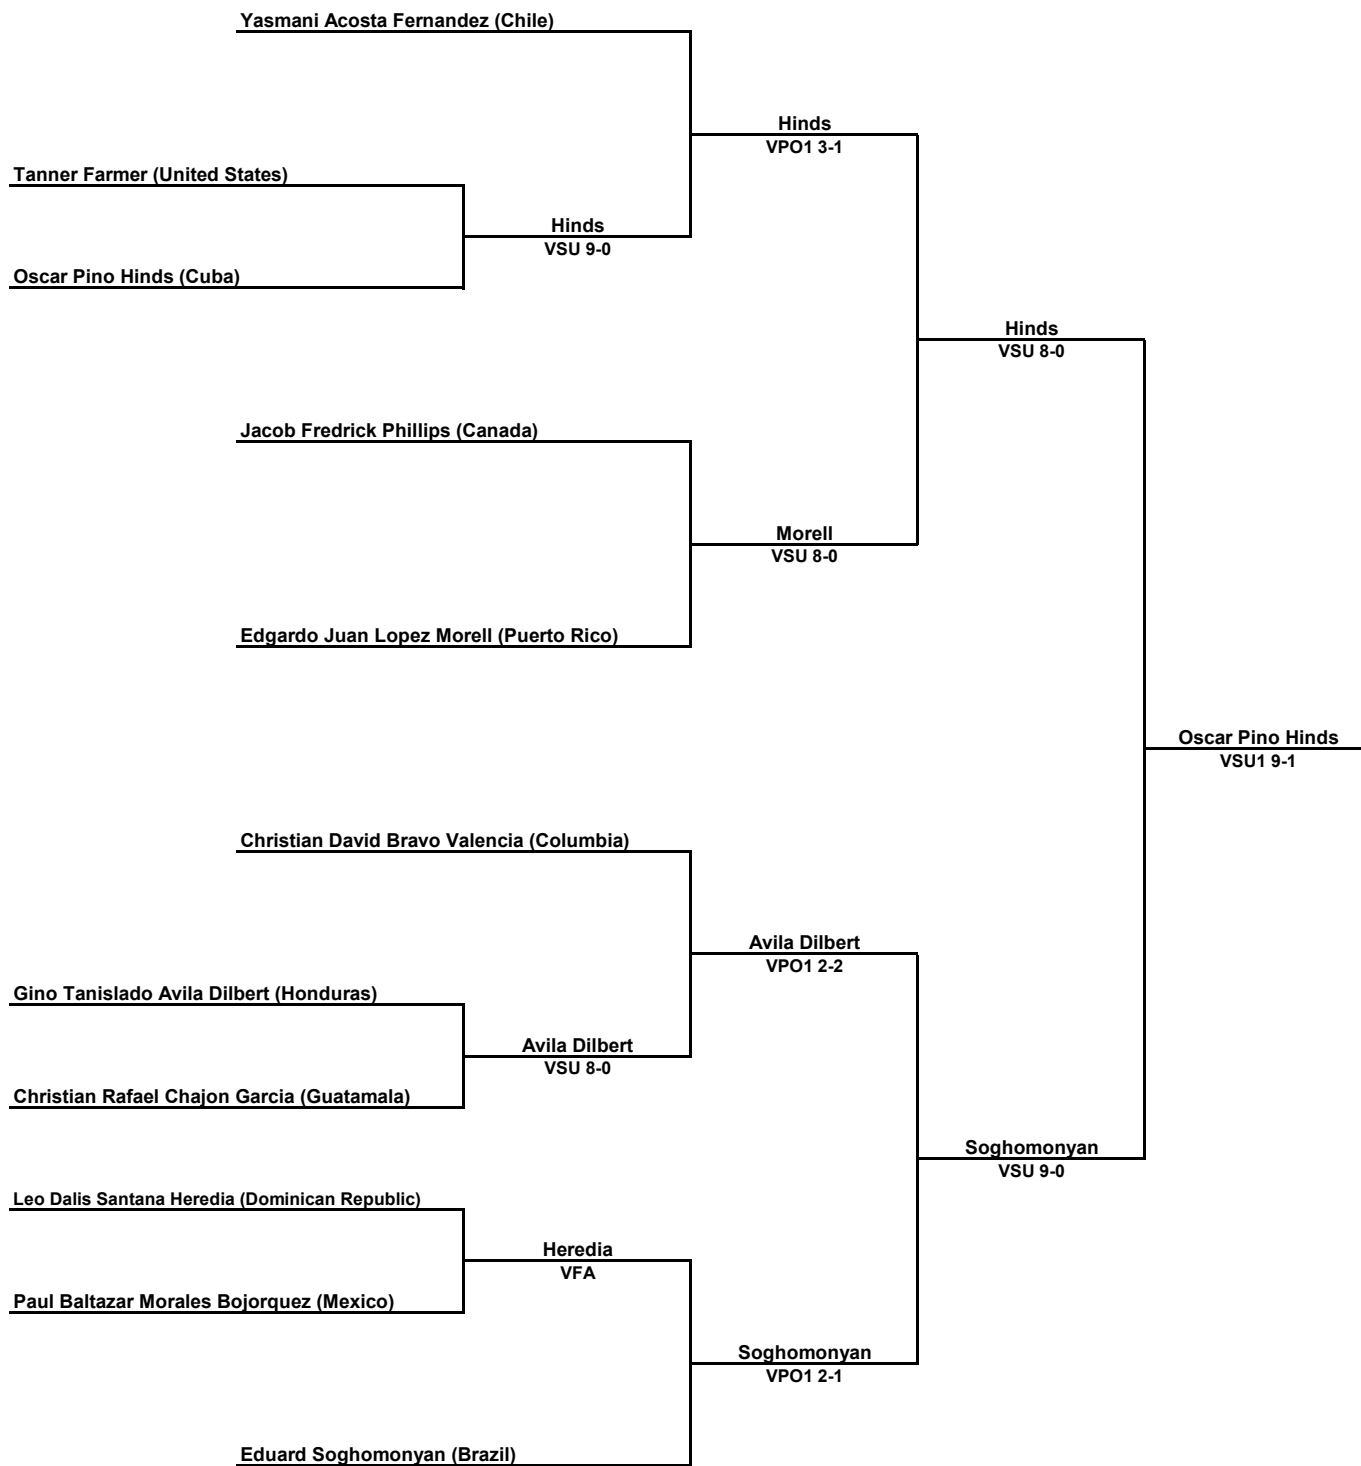 Yasmani Acosta Fernandez (Chile)
Hinds
VPO1 3-1
Tanner Farmer (United States)
Hinds
VSU 9-0
Oscar Pino Hinds (Cuba)
Hinds
VSU 8-0
Jacob Fredrick Phillips (Canada)
Morell
VSU 8-0
Edgardo Juan Lopez Morell (Puerto Rico)
Oscar Pino Hinds
VSU1 9-1
Christian David Bravo Valencia (Columbia)
Avila Dilbert
VPO1 2-2
Gino Tanislado Avila Dilbert (Honduras)
Avila Dilbert
VSU 8-0
Christian Rafael Chajon Garcia (Guatamala)
Soghomonyan
VSU 9-0
Leo Dalis Santana Heredia (Dominican Republic)
Heredia
VFA
Paul Baltazar Morales Bojorquez (Mexico)
Soghomonyan
VPO1 2-1
Eduard Soghomonyan (Brazil)